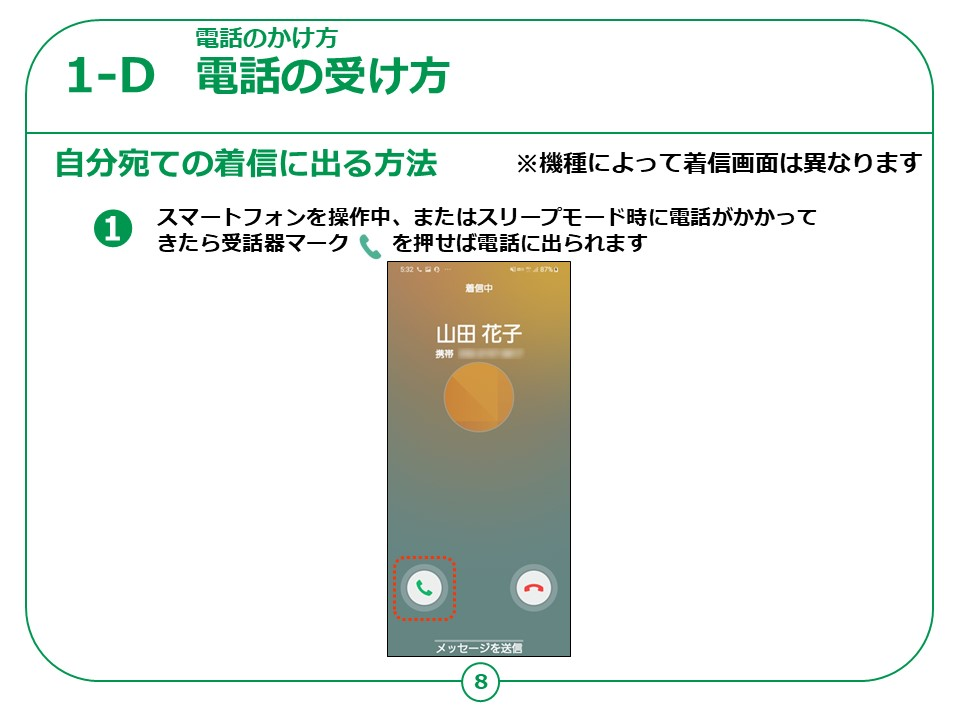 電話のかけ方
1-D 電話の受け方
自分宛ての着信に出る方法
※機種によって着信画面は異なります
❶
スマートフォンを操作中、またはスリープモード時に電話がかかって
きたら受話器マーク を押せば電話に出られます
5:32
87%
着信中
山田 花子
携帯
メッセージを送信
8